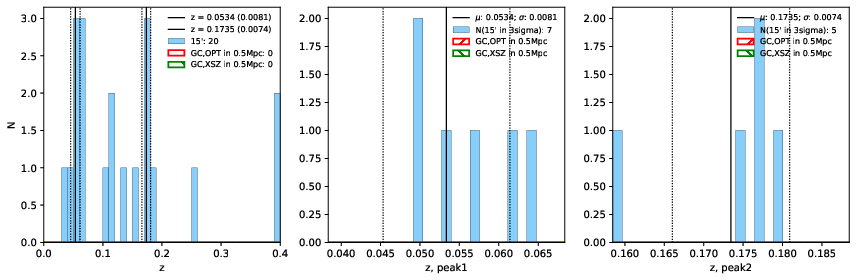 3.0
2.5
2.0
1.5
1.0
0.5
0.0
N
0.0 0.1 0.2 0.3 0.4
z
z = 0.0534 (0.0081)
z = 0.1735 (0.0074)
15': 20
GC,OPT in 0.5Mpc: 0
GC,XSZ in 0.5Mpc: 0
2.00
1.75
1.50
1.25
1.00
0.75
0.50
0.25
0.00
0.040 0.045 0.050 0.055 0.060 0.065
z, peak1
μ: 0.0534; σ: 0.0081
N(15' in 3sigma): 7
GC,OPT in 0.5Mpc
GC,XSZ in 0.5Mpc
2.00
1.75
1.50
1.25
1.00
0.75
0.50
0.25
0.00
0.160 0.165 0.170 0.175 0.180 0.185
z, peak2
μ: 0.1735; σ: 0.0074
N(15' in 3sigma): 5
GC,OPT in 0.5Mpc
GC,XSZ in 0.5Mpc